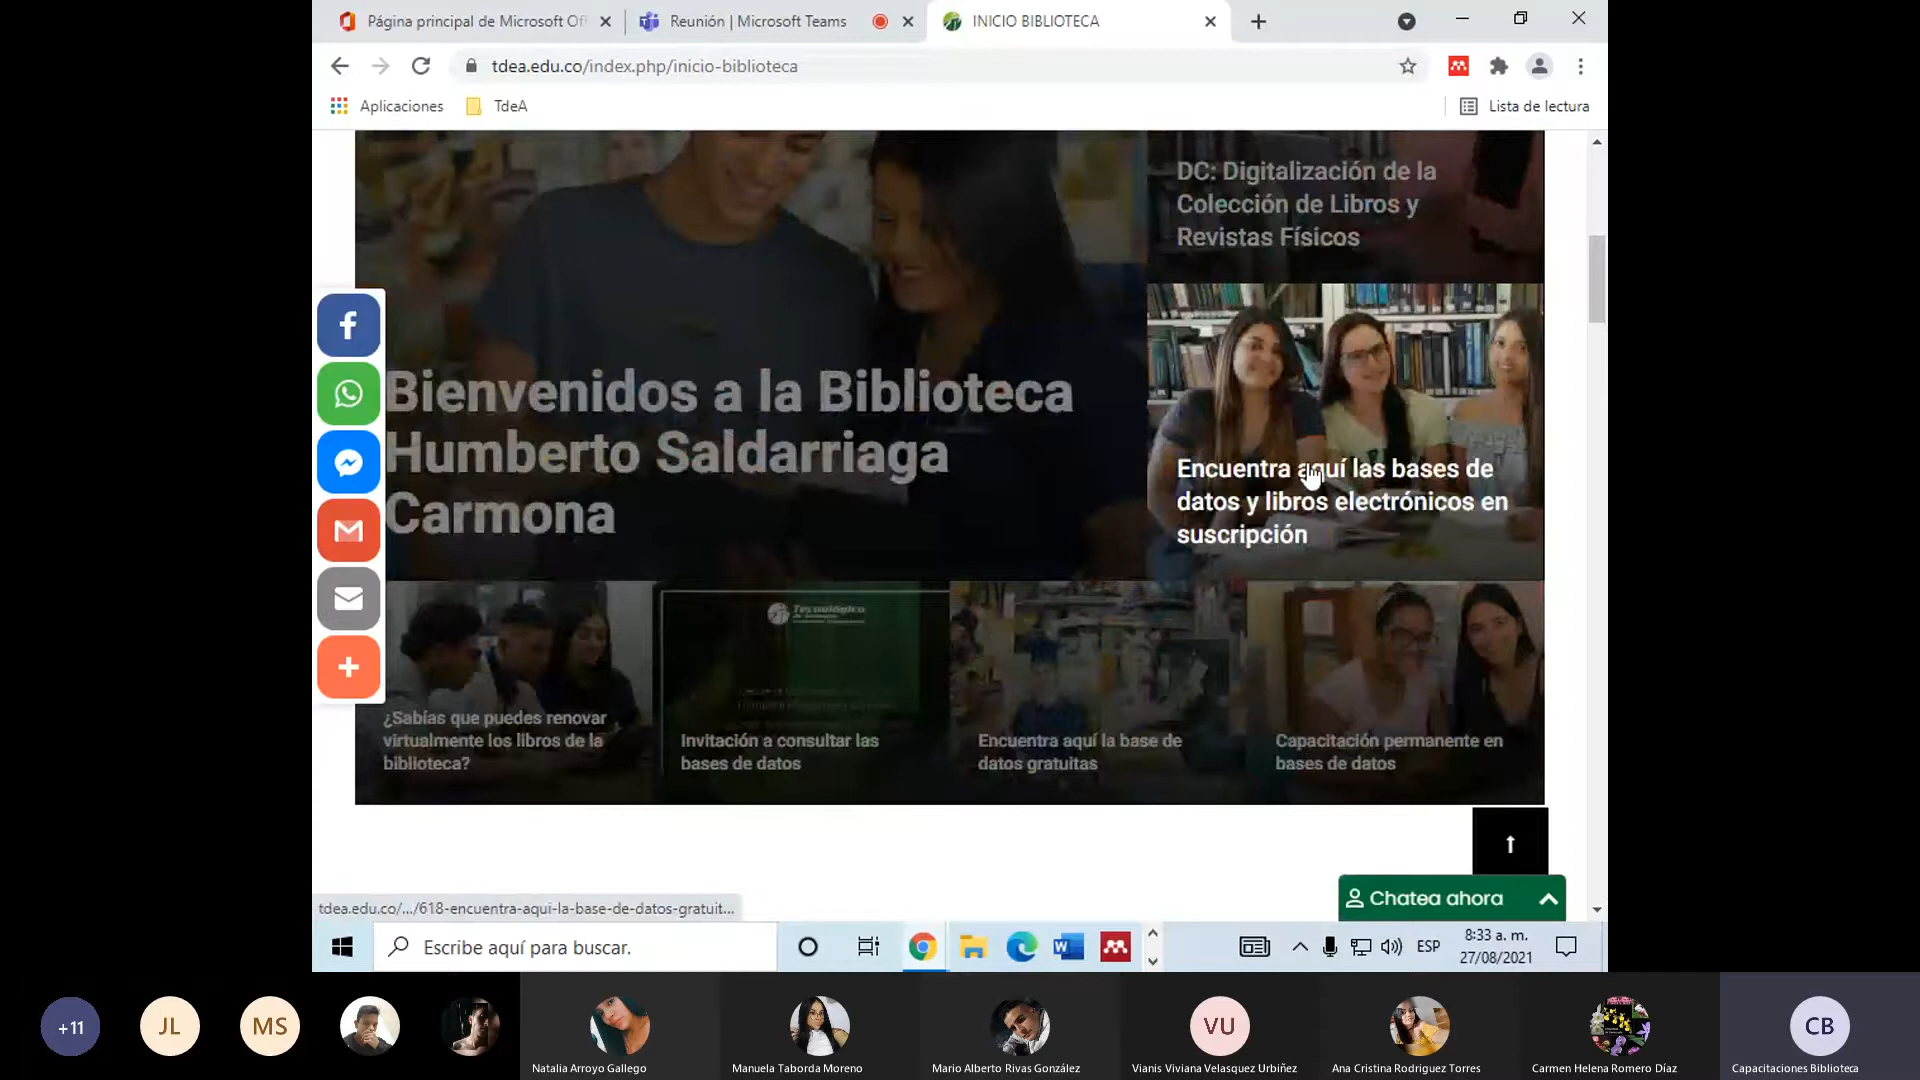 Página principal de Microsoft Of
Reunión | Microsoft Teams
INICIO BIBLIOTECA
tdea.edu.co/index.php/inicio-biblioteca
Aplicaciones
TdeA
Lista de lectura
DC: Digitalización de la
Colección de Libros y
Revistas Físicos
Bienvenidos a la Biblioteca
Humberto Saldarriaga
Carmona
Encuentra aquí las bases de
datos y libros electrónicos en
suscripción
Tecnológico
¿Sabías que puedes renovar
virtualmente los libros de la
biblioteca?
Invitación a consultar las
bases de datos
Encuentra aquí la base de
datos gratuitas
Capacitación permanente en
bases de datos
Chatea ahora
tdea.edu.co/.../618-encuentra-aqui-la-base-de-datos-gratuit...
Escribe aquí para buscar.
ESP
8:33 a. m.
27/08/2021
+11
JL
MS
VU
CB
Natalia Arroyo Gallego
Manuela Taborda Moreno
Mario Alberto Rivas González
Vianis Viviana Velasquez Urbiñez
Ana Cristina Rodriguez Torres
Carmen Helena Romero Díaz
Capacitaciones Biblioteca